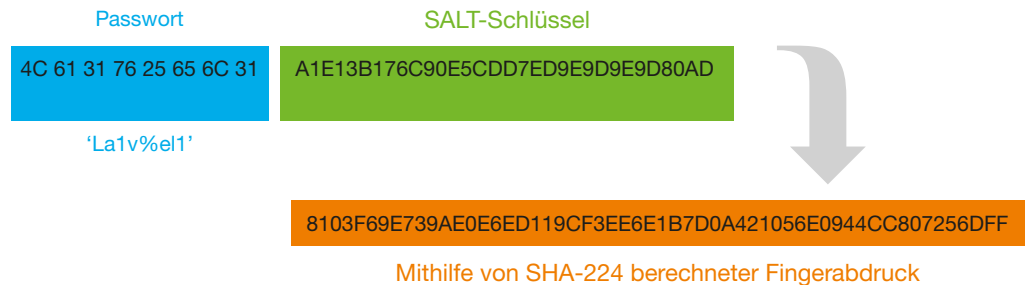 Passwort
SALT-Schlüssel
4C 61 31 76 25 65 6C 31
A1E13B176C90E5CDD7ED9E9D9E9D80AD
‘La1v%el1’
8103F69E739AE0E6ED119CF3EE6E1B7D0A421056E0944CC807256DFF
Mithilfe von SHA-224 berechneter Fingerabdruck